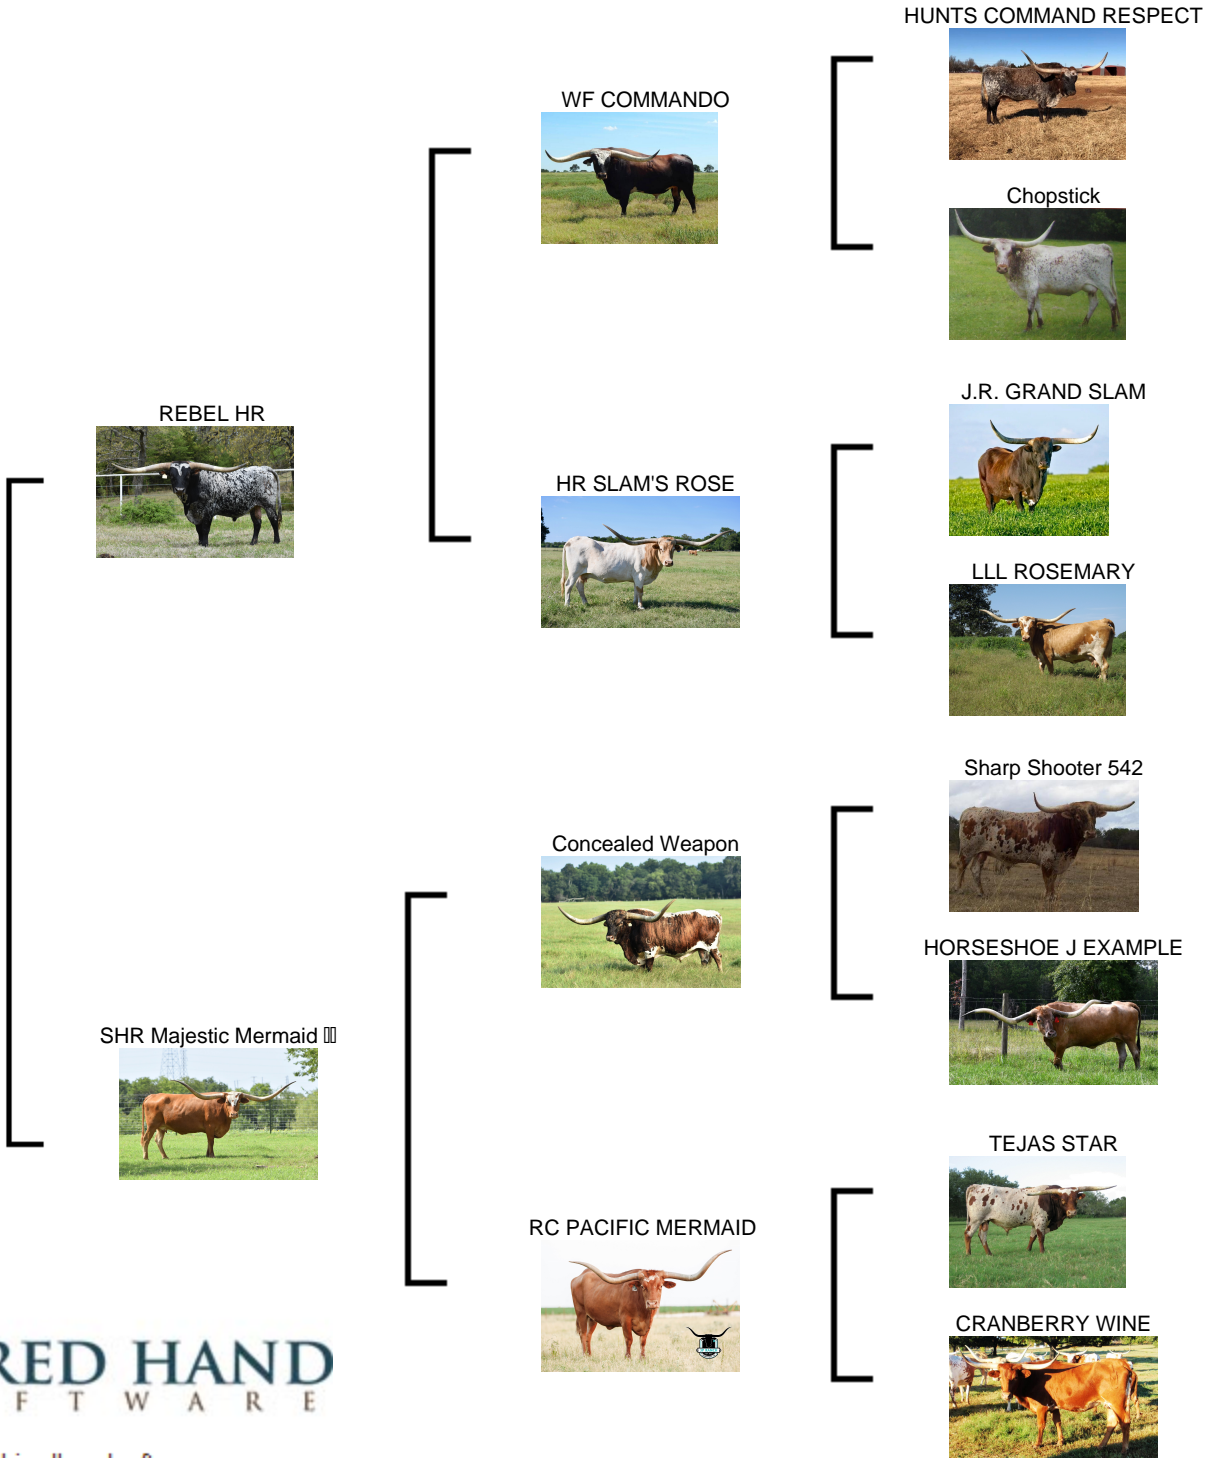 HUNTS COMMAND RESPECT
WF COMMANDO
Chopstick
J.R. GRAND SLAM
REBEL HR
HR SLAM'S ROSE
LLL ROSEMARY
Sharp Shooter 542
Concealed Weapon
HORSESHOE J EXAMPLE
SHR Majestic Mermaid
TEJAS STAR
RC PACIFIC MERMAID
CRANBERRY WINE
RED HAND
F T W A R E